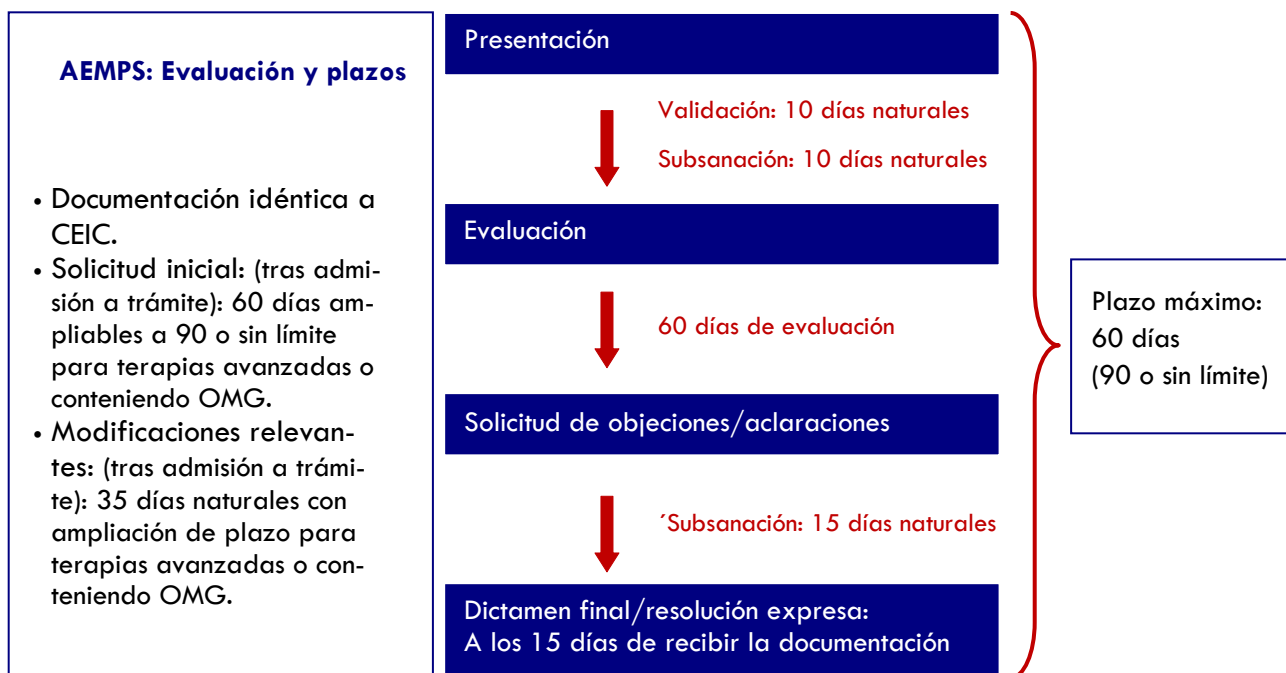 AEMPS: Evaluación y plazos
• Documentación idéntica a
CEIC.
• Solicitud inicial: (tras admi-
sión a trámite): 60 días am-
pliables a 90 o sin límite
para terapias avanzadas o
conteniendo OMG.
• Modificaciones relevan-
tes: (tras admisión a trámi-
te): 35 días naturales con
ampliación de plazo para
terapias avanzadas o con-
teniendo OMG.
Presentación
Validación: 10 días naturales
Subsanación: 10 días naturales
Evaluación
60 días de evaluación
Solicitud de objeciones/aclaraciones
´Subsanación: 15 días naturales
Dictamen final/resolución expresa:
A los 15 días de recibir la documentación
Plazo máximo:
60 días
(90 o sin límite)